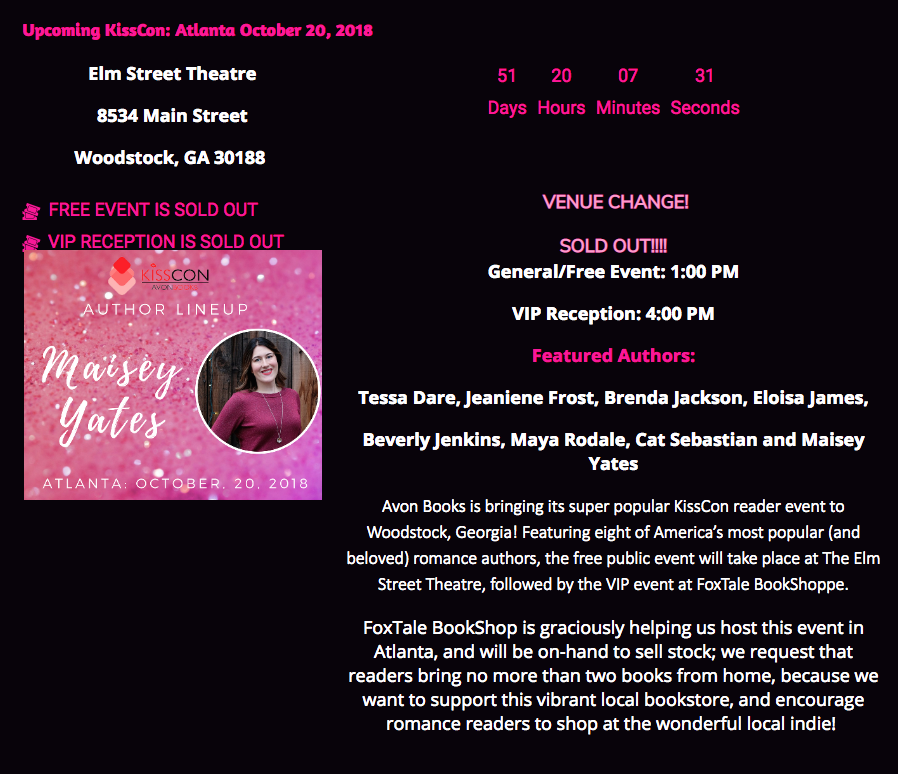 Upcoming KissCon: Atlanta October 20, 2018
Elm Street Theatre
8534 Main Street
Woodstock, GA 30188
FREE EVENT IS SOLD OUT
VIP RECEPTION IS SOLD OUT
KISSCON
AVON BOOKS
AUTHOR LINEUP
Maisey
Yates
ATLANTA: OCTOBER, 20, 2018
51 20 07 31
Days Hours Minutes Seconds
VENUE CHANGE!
SOLD OUT!!!!
General/Free Event: 1:00 PM
VIP Reception: 4:00 PM
Featured Authors:
Tessa Dare, Jeaniene Frost, Brenda Jackson, Eloisa James,
Beverly Jenkins, Maya Rodale, Cat Sebastian and Maisey
Yates
Avon Books is bringing its super popular KissCon reader event to
Woodstock, Georgia! Featuring eight of America’s most popular (and
beloved) romance authors, the free public event will take place at The Elm
Street Theatre, followed by the VIP event at FoxTale BookShoppe.
FoxTale BookShop is graciously helping us host this event in
Atlanta, and will be on-hand to sell stock; we request that
readers bring no more than two books from home, because we
want to support this vibrant local bookstore, and encourage
romance readers to shop at the wonderful local indie!